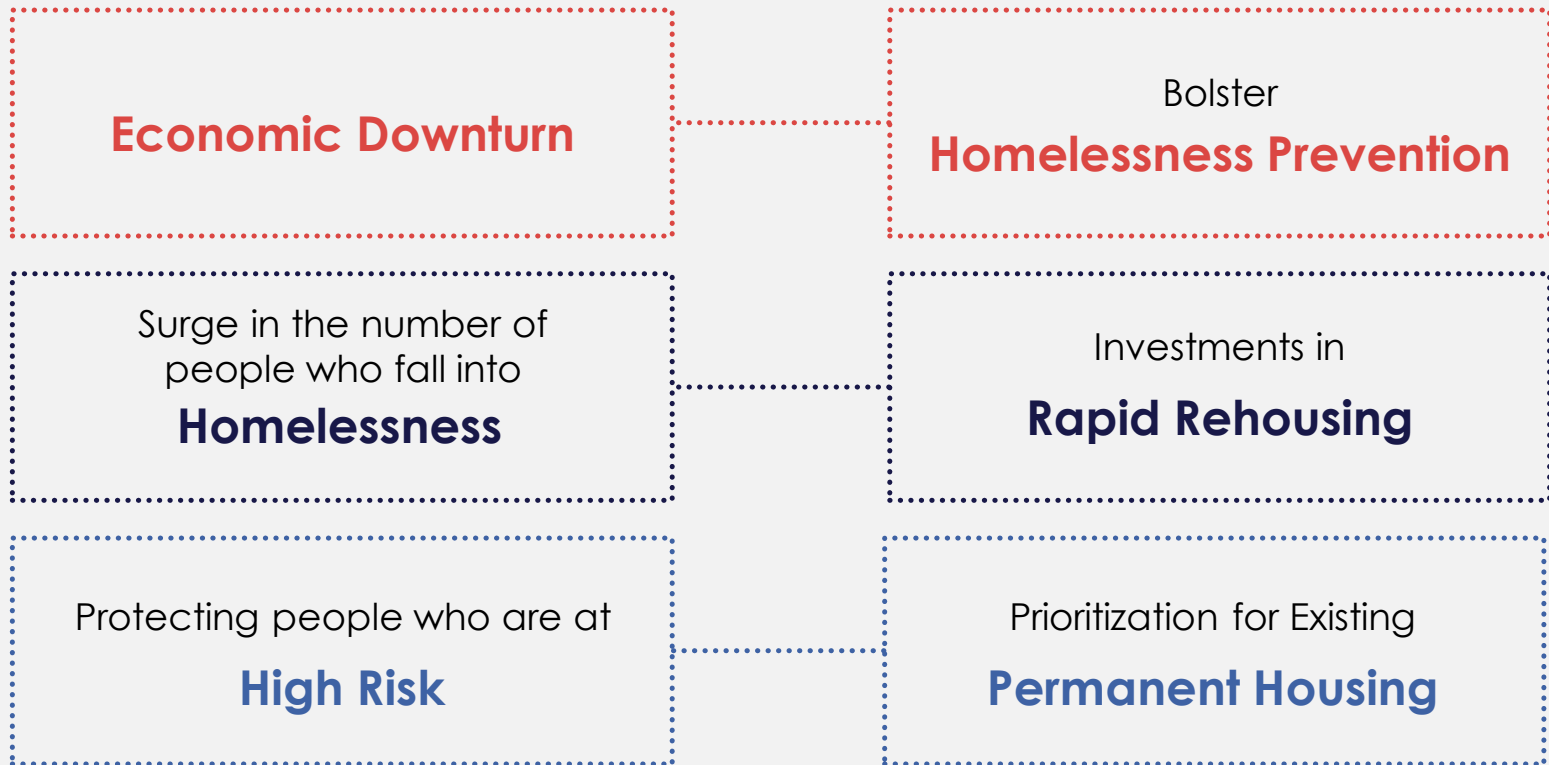 Economic Downturn
Bolster
Homelessness Prevention
Surge in the number of
people who fall into
Homelessness
Investments in
Rapid Rehousing
Protecting people who are at
High Risk
Prioritization for Existing
Permanent Housing